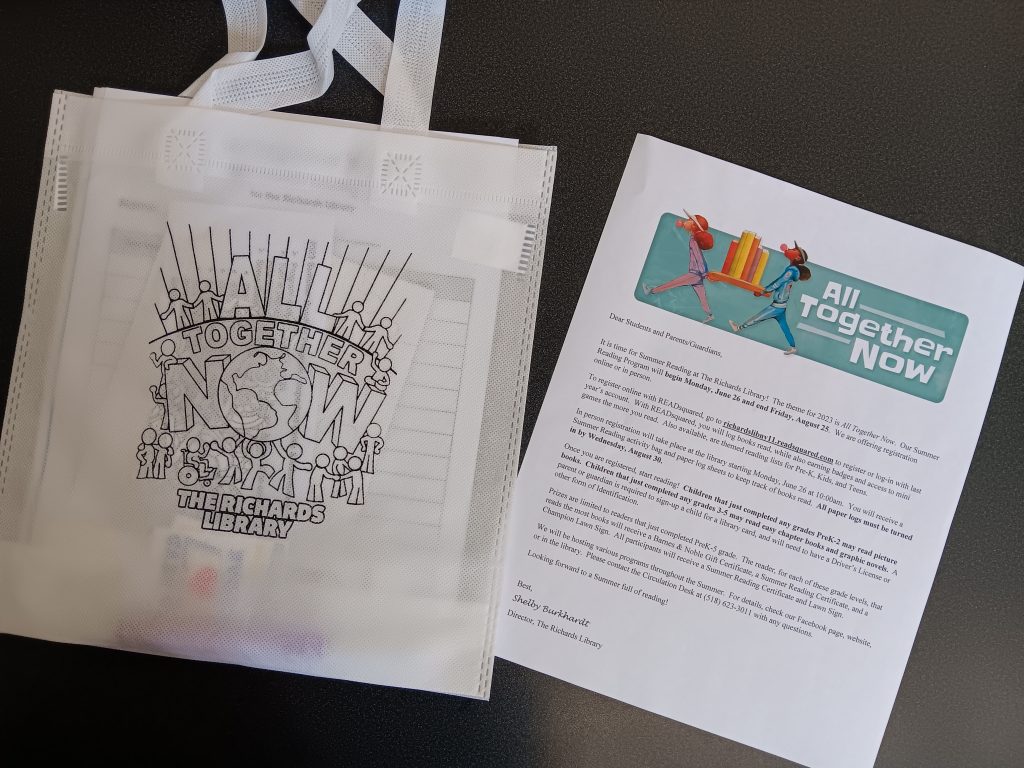 ALL
TOGETHER
NOW
THE RICHARDS
LIBRARY
The Richards Library
All
Together
Now
Dear Students and Parents/Guardians,
It is time for Summer Reading at The Richards Library! The theme for 2023 is All Together Now. Our Summer
Reading Program will begin Monday, June 26 and end Friday, August 25. We are offering registration
online or in person.
To register online with READsquared, go to richardslibny11.readsquared.com to register or log-in with last
year's account. With READsquared, you will log books read, while also earning badges and access to mini
games the more you read. Also available, are themed reading lists for Pre-K, Kids, and Teens.
In person registration will take place at the library starting Monday, June 26 at 10:00am. You will receive a
Summer Reading activity bag and paper log sheets to keep track of books read. All paper logs must be turned
in by Wednesday, August 30.
Once you are registered, start reading! Children that just completed any grades PreK-2 may read picture
books. Children that just completed any grades 3-5 may read easy chapter books and graphic novels. A
parent or guardian is required to sign-up a child for a library card, and will need to have a Driver's License or
other form of Identification.
Prizes are limited to readers that just completed PreK-5 grade. The reader, for each of these grade levels, that
reads the most books will receive a Barnes & Noble Gift Certificate, a Summer Reading Certificate, and a
Champion Lawn Sign. All participants will receive a Summer Reading Certificate and Lawn Sign.
We will be hosting various programs throughout the Summer. For details, check our Facebook page, website,
or in the library. Please contact the Circulation Desk at (518) 623-3011 with any questions.
Looking forward to a Summer full of reading!
Best,
Shelby Burkhardt
Director, The Richards Library